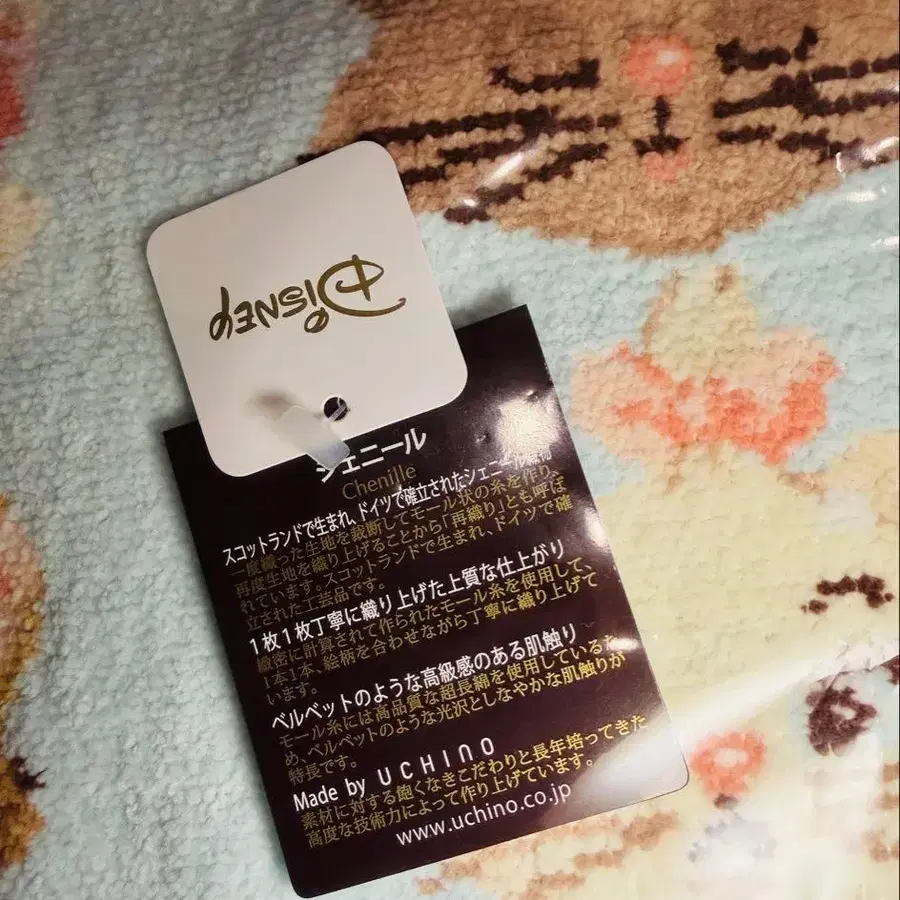 Disney
シェニール
Chenille
スコットランドで生まれ、ドイツで確立されたシェニール織物
一度織った生地を裁断してモール状の糸を作り、
再度生地を織り上げることから「再織り」とも呼ば
れています。スコットランドで生まれ、ドイツで確
立された工芸品です。
1枚1枚丁寧に織り上げた上質な仕上がり
緻密に計算されて作られたモール糸を使用して、
1本1本、絵柄を合わせながら丁寧に織り上げて
います。
ベルベットのような高級感のある肌触り
モール糸には高品質な超長綿を使用しているた
め、ベルベットのような光沢としなやかな肌触りが
特長です。
Made by UCHINO
素材に対する飽くなきこだわりと長年培ってきた
高度な技術力によって作り上げています。
www.uchino.co.jp